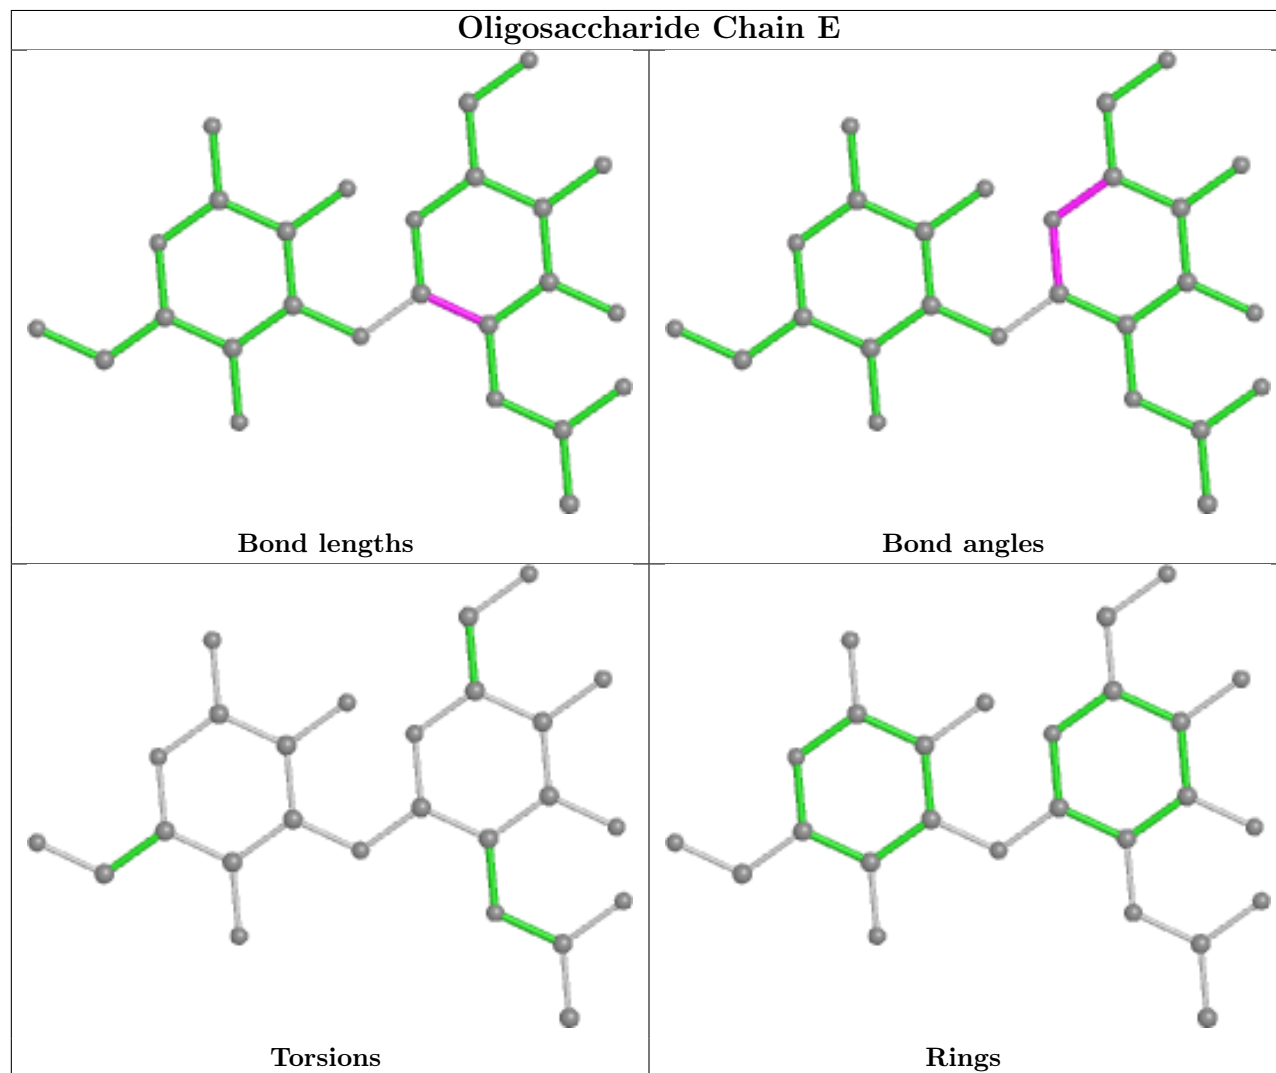 Oligosaccharide Chain E
Bond lengths
Bond angles
Torsions
Rings